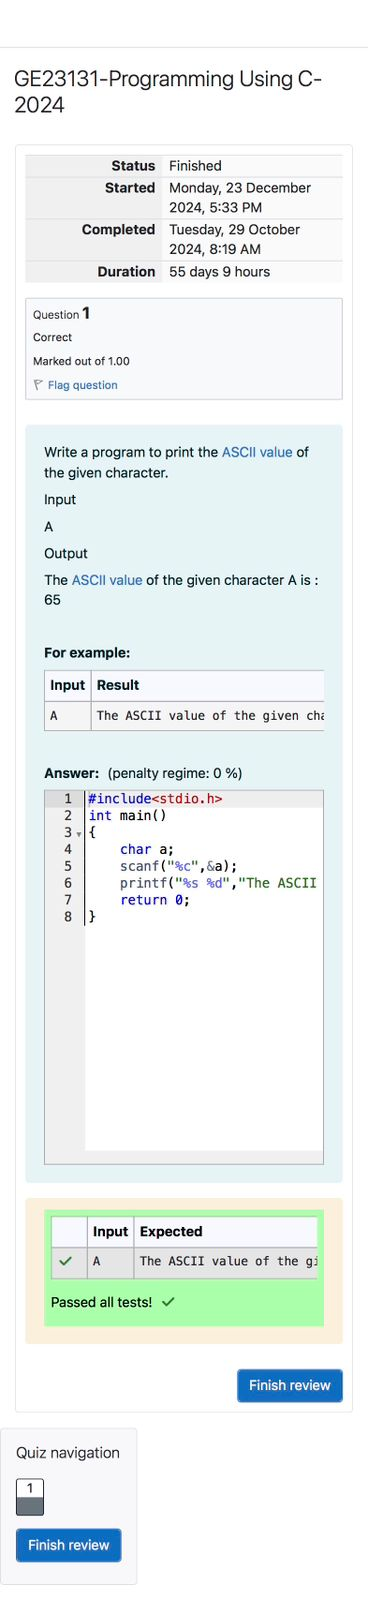 GE23131-Programming Using C-
2024
Status Finished
Started Monday, 23 December
2024, 5:33 PM
Completed Tuesday, 29 October
2024, 8:19 AM
Duration 55 days 9 hours
Question 1
Correct
Marked out of 1.00
Flag question
Write a program to print the ASCII value of
the given character.
Input
A
Output
The ASCII value of the given character A is :
65
For example:
Input Result
A The ASCII value of the given cha
Answer: (penalty regime: 0 %)
1 #include<stdio.h>
2 int main()
3 {
4 char a;
5 scanf("%c",&a);
6 printf("%s %d","The ASCII
7 return 0;
8 }
Input Expected
A The ASCII value of the gi
Passed all tests!
Finish review
Quiz navigation
1
Finish review